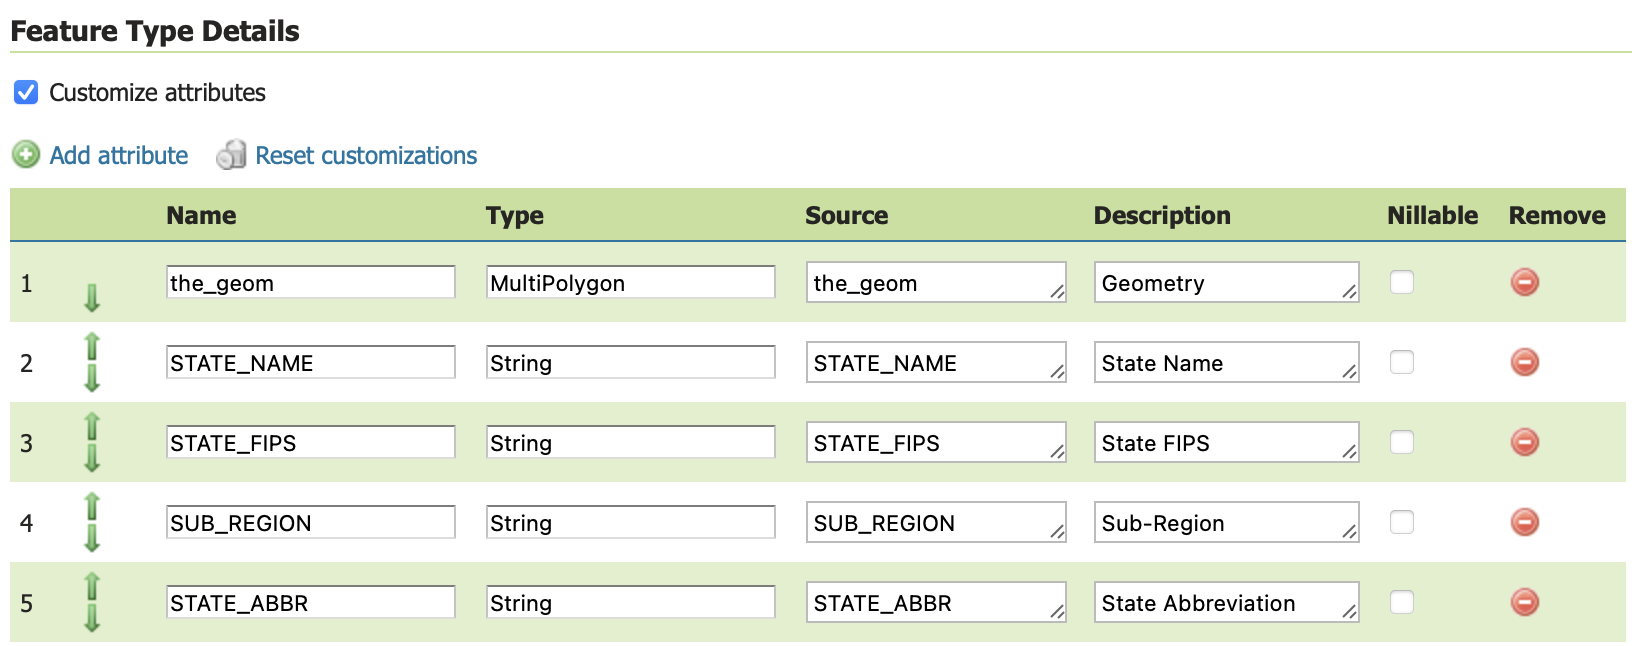 Feature Type Details
Customize attributes
Add attribute Reset customizations
Name Type Source Description Nillable Remove
1 the_geom MultiPolygon the_geom Geometry
2 STATE_NAME String STATE_NAME State Name
3 STATE_FIPS String STATE_FIPS State FIPS
4 SUB_REGION String SUB_REGION Sub-Region
5 STATE_ABBR String STATE_ABBR State Abbreviation